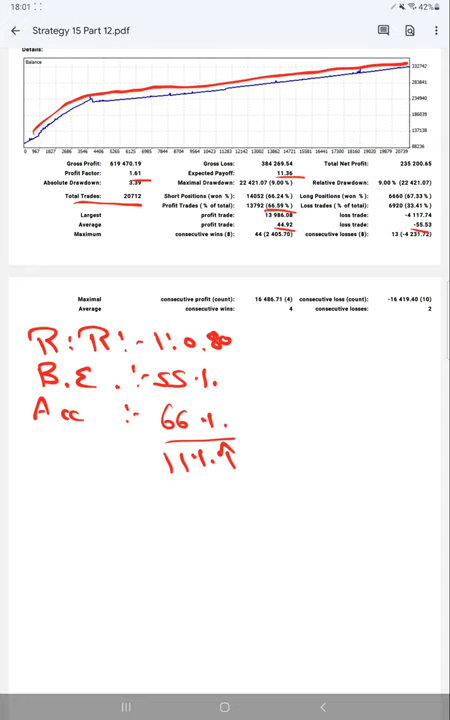 18:01
42%
Strategy 15 Part 12.pdf
Details:
Balance
332742
283841
234940
186039
137138
88236
0 967 1827 2686 3546 4406 5265 6125 6985 7844 8704 9564 10423 11283 12143 13002 13862 14721 15581 16441 17300 18160 19020 19879 20739
Gross Profit: 619 470.19 Gross Loss: 384 269.54 Total Net Profit: 235 200.65
Profit Factor: 1.61 Expected Payoff: 11.36
Absolute Drawdown: 3.39 Maximal Drawdown: 22 421.07 (9.00 %) Relative Drawdown: 9.00 % (22 421.07)
Total Trades: 20712 Short Positions (won %): 14052 (66.24 %) Long Positions (won %): 6660 (67.33 %)
Profit Trades (% of total): 13792 (66.59 %) Loss trades (% of total): 6920 (33.41 %)
Largest profit trade: 13 986.08 loss trade: -4 117.74
Average profit trade: 44.92 loss trade: -55.53
Maximum consecutive wins ($): 44 (2 405.70) consecutive losses ($): 13 (-4 231.72)
Maximal consecutive profit (count): 16 486.71 (4) consecutive loss (count): -16 419.40 (10)
Average consecutive wins: 4 consecutive losses: 2
R:R :- 1:0.80
B.E. :- 55 %.
Acc :- 66 %.
11%.↑